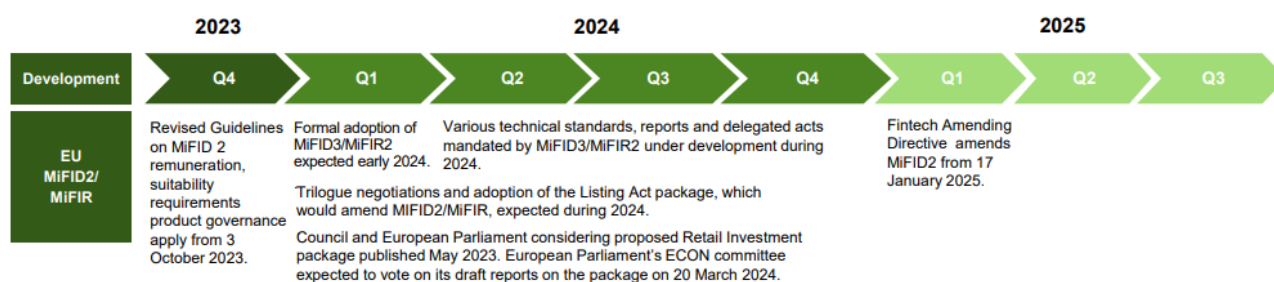 2023
2024
2025
Development
Q4
Q1
Q2
Q3
Q4
Q1
Q2
Q3
EU
MiFID2/
MiFIR
Revised Guidelines
on MiFID 2
remuneration,
suitability
requirements
product governance
apply from 3
October 2023.
Formal adoption of
MiFID3/MiFIR2
expected early 2024.
Various technical standards, reports and delegated acts
mandated by MiFID3/MiFIR2 under development during
2024.
Trilogue negotiations and adoption of the Listing Act package, which
would amend MIFID2/MiFIR, expected during 2024.
Council and European Parliament considering proposed Retail Investment
package published May 2023. European Parliament's ECON committee
expected to vote on its draft reports on the package on 20 March 2024.
Fintech Amending
Directive amends
MiFID2 from 17
January 2025.